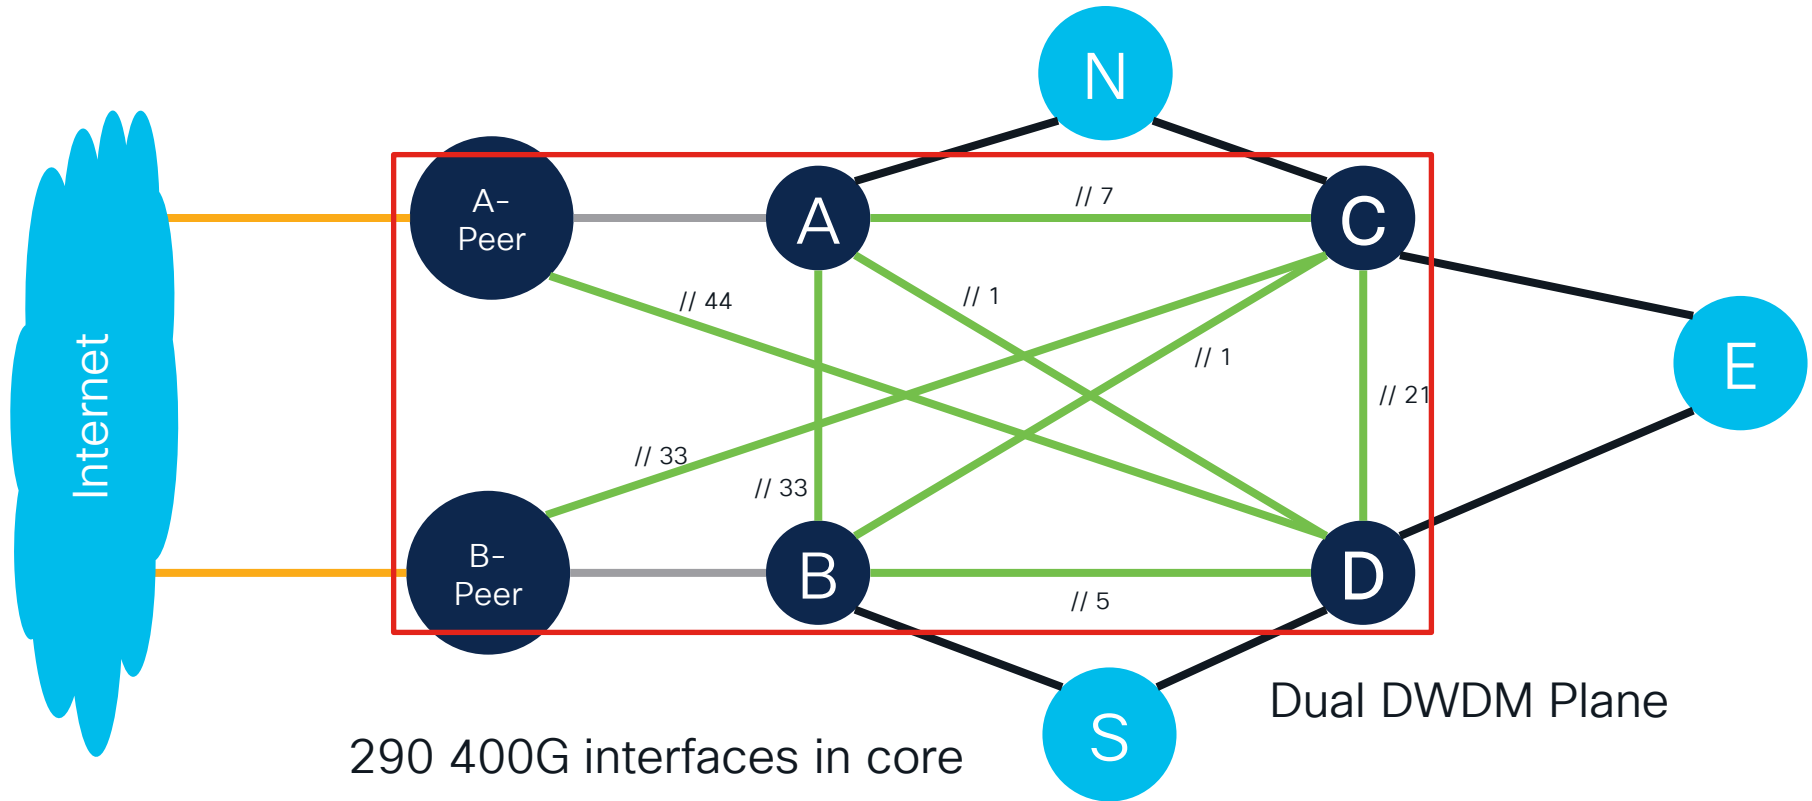 N
A-
Peer
A
// 7
C
// 44
// 1
Internet
// 1
E
// 21
// 33
// 33
B-
Peer
B
D
// 5
Dual DWDM Plane
S
290 400G interfaces in core